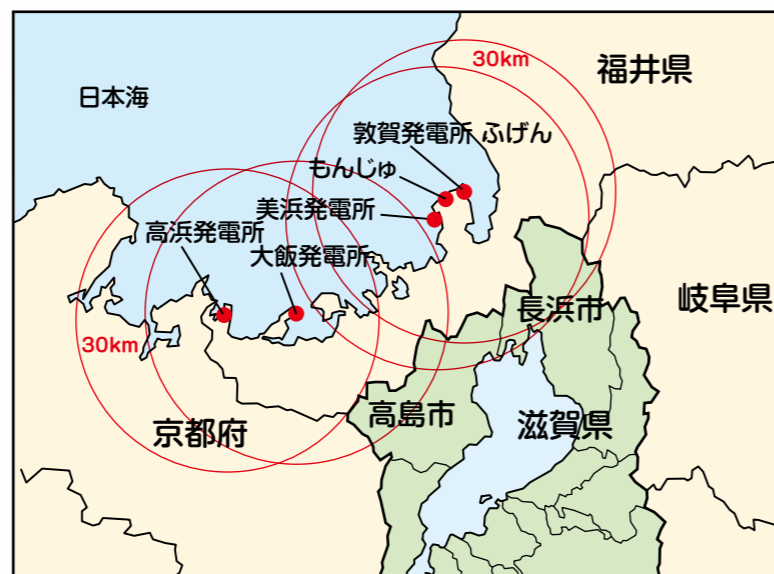 30km
福井県
日本海
敦賀発電所 ふげん
もんじゅ
美浜発電所
高浜発電所
大飯発電所
長浜市
岐阜県
30km
高島市
滋賀県
京都府